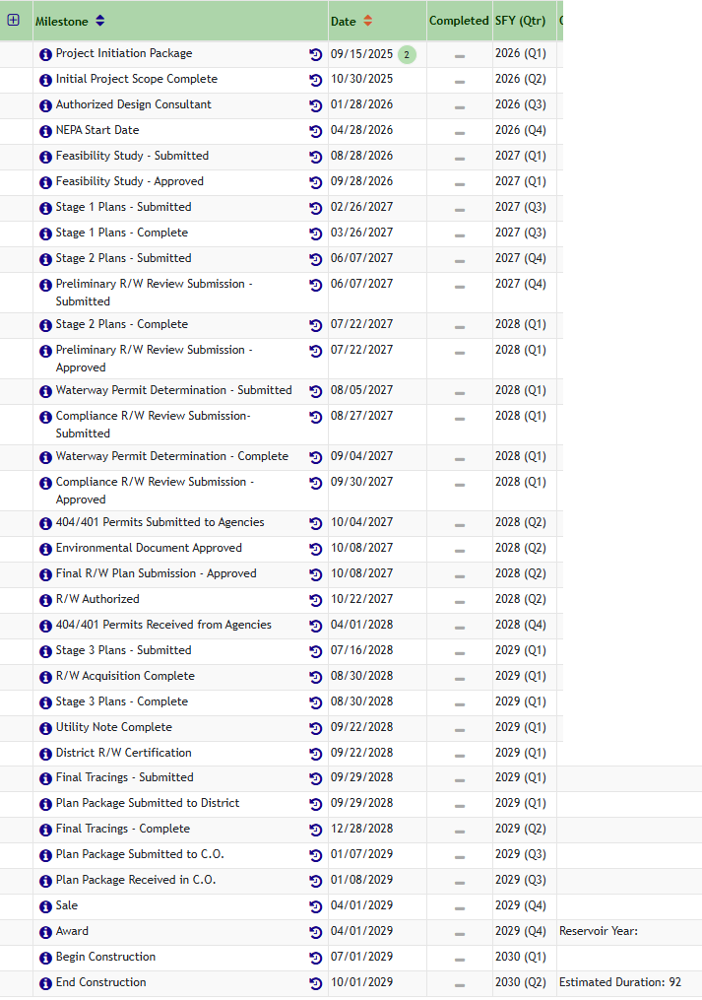 Milestone Date Completed SFY (Qtr)
Project Initiation Package 09/15/2025 2 2026 (Q1)
Initial Project Scope Complete 10/30/2025 2026 (Q2)
Authorized Design Consultant 01/28/2026 2026 (Q3)
NEPA Start Date 04/28/2026 2026 (Q4)
Feasibility Study - Submitted 08/28/2026 2027 (Q1)
Feasibility Study - Approved 09/28/2026 2027 (Q1)
Stage 1 Plans - Submitted 02/26/2027 2027 (Q3)
Stage 1 Plans - Complete 03/26/2027 2027 (Q3)
Stage 2 Plans - Submitted 06/07/2027 2027 (Q4)
Preliminary R/W Review Submission - 06/07/2027 2027 (Q4)
Submitted
Stage 2 Plans - Complete 07/22/2027 2028 (Q1)
Preliminary R/W Review Submission - 07/22/2027 2028 (Q1)
Approved
Waterway Permit Determination - Submitted 08/05/2027 2028 (Q1)
Compliance R/W Review Submission- 08/27/2027 2028 (Q1)
Submitted
Waterway Permit Determination - Complete 09/04/2027 2028 (Q1)
Compliance R/W Review Submission - 09/30/2027 2028 (Q1)
Approved
404/401 Permits Submitted to Agencies 10/04/2027 2028 (Q2)
Environmental Document Approved 10/08/2027 2028 (Q2)
Final R/W Plan Submission - Approved 10/08/2027 2028 (Q2)
R/W Authorized 10/22/2027 2028 (Q2)
404/401 Permits Received from Agencies 04/01/2028 2028 (Q4)
Stage 3 Plans - Submitted 07/16/2028 2029 (Q1)
R/W Acquisition Complete 08/30/2028 2029 (Q1)
Stage 3 Plans - Complete 08/30/2028 2029 (Q1)
Utility Note Complete 09/22/2028 2029 (Q1)
District R/W Certification 09/22/2028 2029 (Q1)
Final Tracings - Submitted 09/29/2028 2029 (Q1)
Plan Package Submitted to District 09/29/2028 2029 (Q1)
Final Tracings - Complete 12/28/2028 2029 (Q2)
Plan Package Submitted to C.O. 01/07/2029 2029 (Q3)
Plan Package Received in C.O. 01/08/2029 2029 (Q3)
Sale 04/01/2029 2029 (Q4)
Award 04/01/2029 2029 (Q4) Reservoir Year:
Begin Construction 07/01/2029 2030 (Q1)
End Construction 10/01/2029 2030 (Q2) Estimated Duration: 92